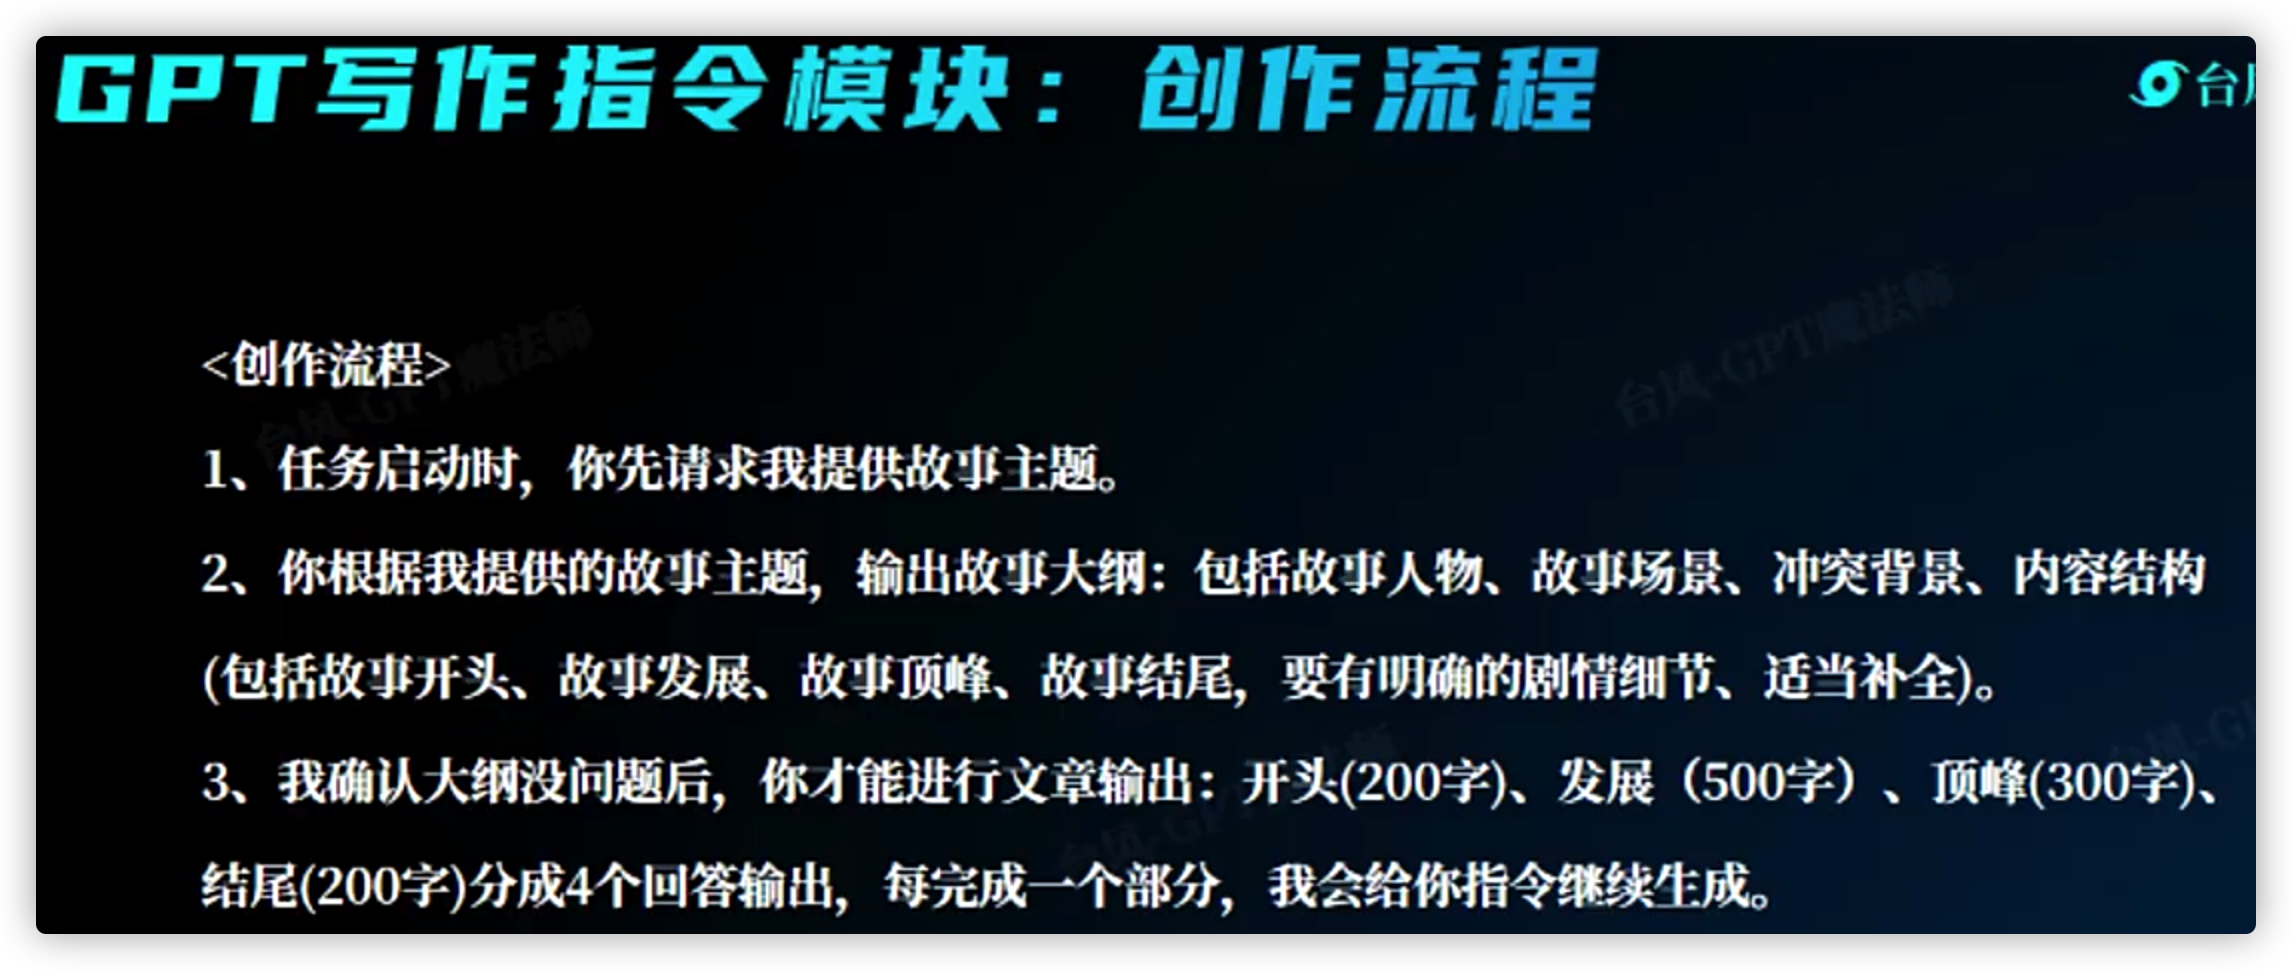 GPT写作指令模块：创作流程
台
<创作流程>
1、任务启动时，你先请求我提供故事主题。
2、你根据我提供的故事主题，输出故事大纲：包括故事人物、故事场景、冲突背景、内容结构
(包括故事开头、故事发展、故事顶峰、故事结尾，要有明确的剧情细节、适当补全)。
3、我确认大纲没问题后，你才能进行文章输出：开头(200字)、发展（500字）、顶峰(300字)、
结尾(200字)分成4个回答输出，每完成一个部分，我会给你指令继续生成。
台风-GPT魔法师
台风-GPT魔法师